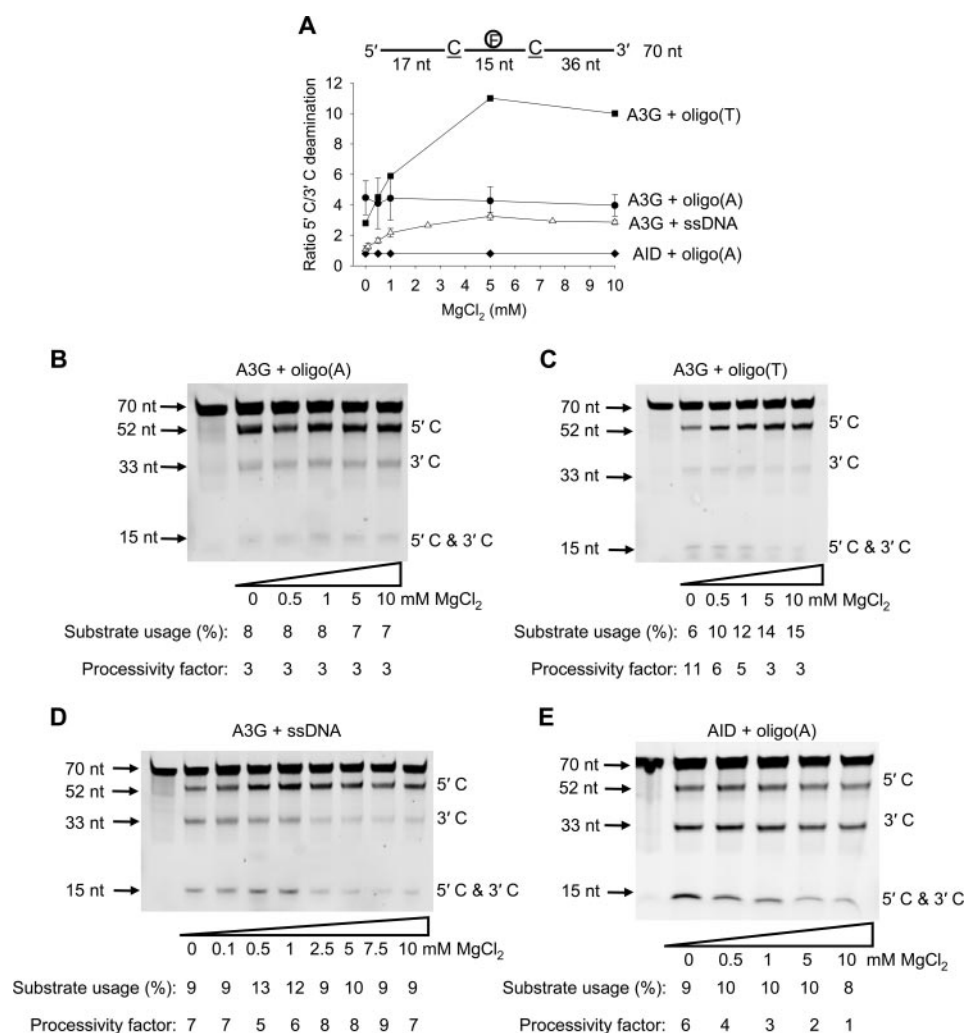 A
5′ C F C 3′ 70 nt
17 nt 15 nt 36 nt
Ratio 5′ C/3′ C deamination
12
10
8
6
4
2
0
A3G + oligo(T)
A3G + oligo(A)
A3G + ssDNA
AID + oligo(A)
0 1 2 3 4 5 6 7 8 9 10
MgCl₂ (mM)
B
A3G + oligo(A)
70 nt
52 nt
33 nt
15 nt
5′ C
3′ C
5′ C & 3′ C
0 0.5 1 5 10 mM MgCl₂
Substrate usage (%): 8 8 8 7 7
Processivity factor: 3 3 3 3 3
C
A3G + oligo(T)
70 nt
52 nt
33 nt
15 nt
5′ C
3′ C
5′ C & 3′ C
0 0.5 1 5 10 mM MgCl₂
Substrate usage (%): 6 10 12 14 15
Processivity factor: 11 6 5 3 3
D
A3G + ssDNA
70 nt
52 nt
33 nt
15 nt
5′ C
3′ C
5′ C & 3′ C
0 0.1 0.5 1 2.5 5 7.5 10 mM MgCl₂
Substrate usage (%): 9 9 13 12 9 10 9 9
Processivity factor: 7 7 5 6 8 8 9 7
E
AID + oligo(A)
70 nt
52 nt
33 nt
15 nt
5′ C
3′ C
5′ C & 3′ C
0 0.5 1 5 10 mM MgCl₂
Substrate usage (%): 9 10 10 10 8
Processivity factor: 6 4 3 2 1